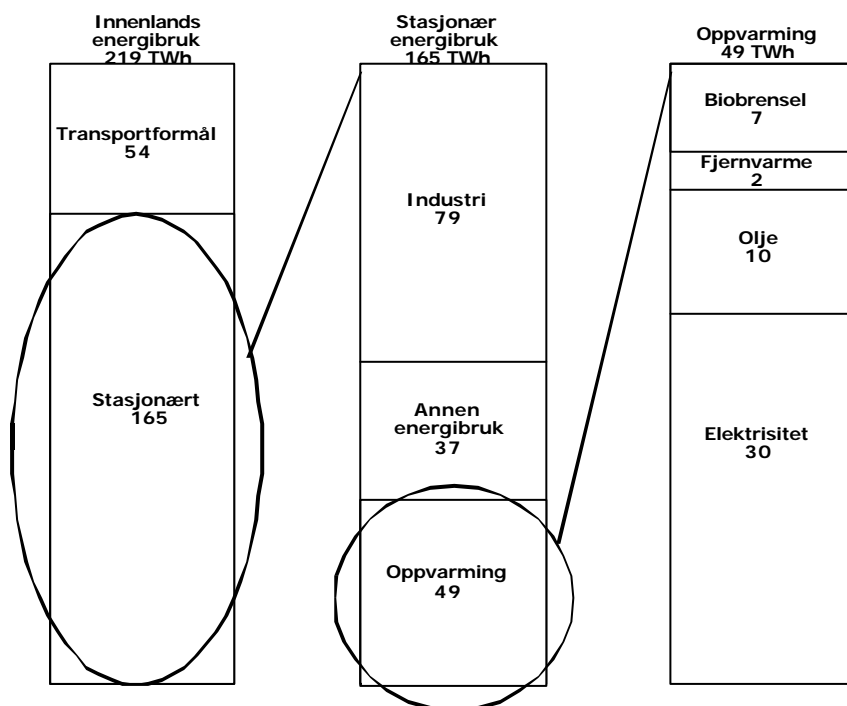 Innenlands
energibruk
219 TWh
Transportformål
54
Stasjonært
165
Stasjonær
energibruk
165 TWh
Industri
79
Annen
energibruk
37
Oppvarming
49
Oppvarming
49 TWh
Biobrensel
7
Fjernvarme
2
Olje
10
Elektrisitet
30